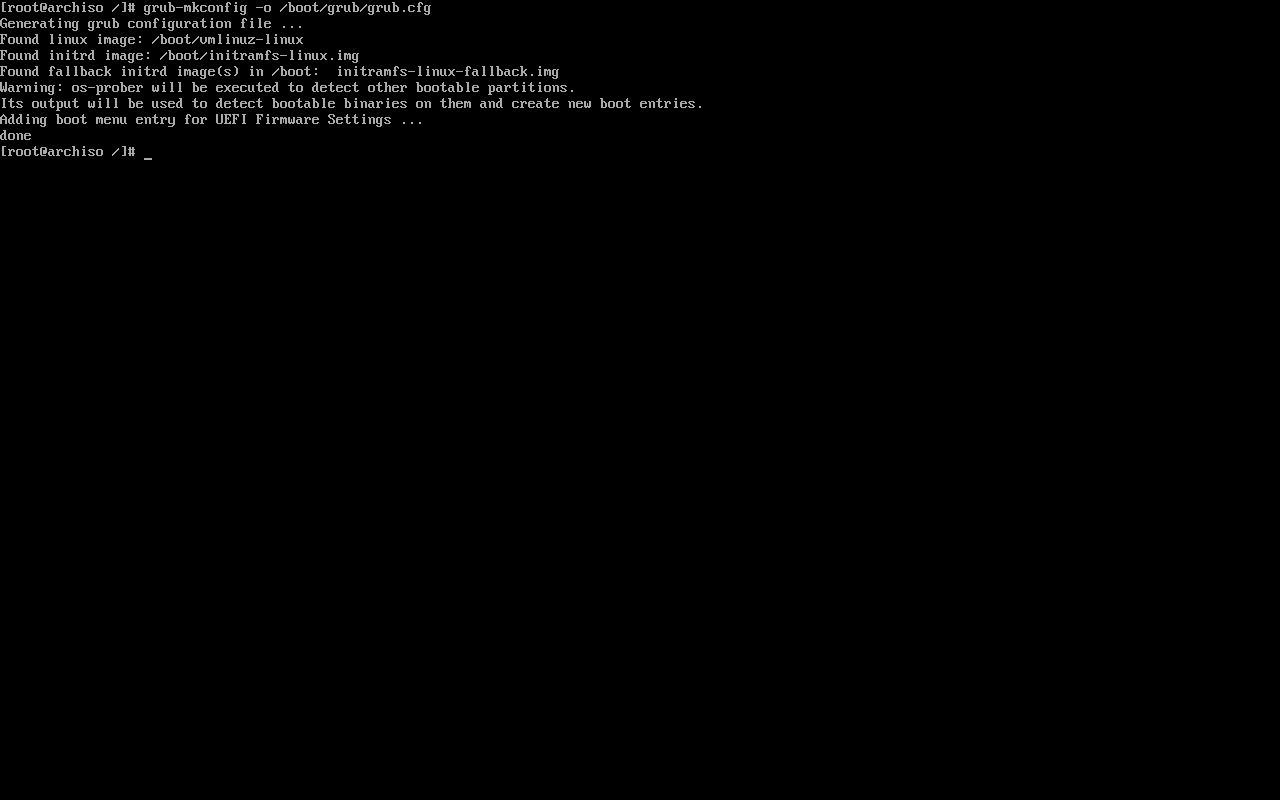 [root@archiso /]# grub-mkconfig -o /boot/grub/grub.cfg
Generating grub configuration file ...
Found linux image: /boot/vmlinuz-linux
Found initrd image: /boot/initramfs-linux.img
Found fallback initrd image(s) in /boot:  initramfs-linux-fallback.img
Warning: os-prober will be executed to detect other bootable partitions.
Its output will be used to detect bootable binaries on them and create new boot entries.
Adding boot menu entry for UEFI Firmware Settings ...
done
[root@archiso /]# _